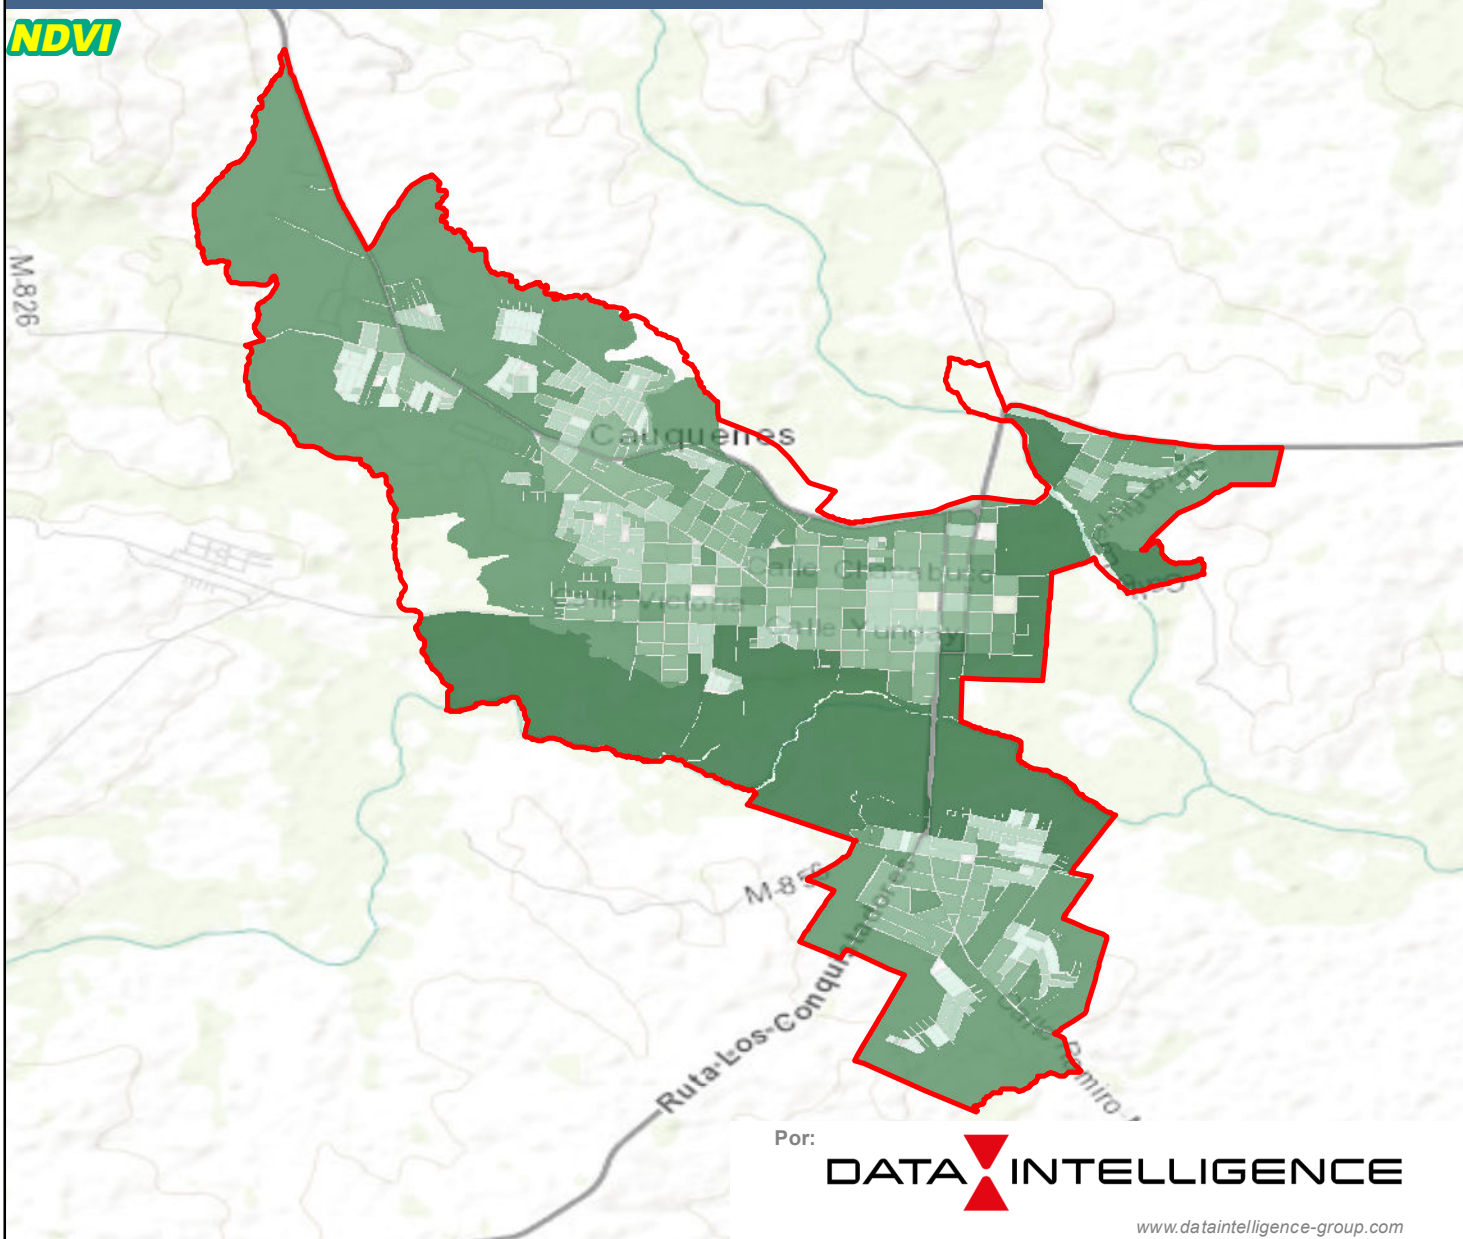 NDVI
M-826
Cauquenes
Calle Chacabuco
Calle Victoria
Calle Yungay
M-856
Ruta-Los-Conquistadores
Por:
DATA INTELLIGENCE
www.dataintelligence-group.com